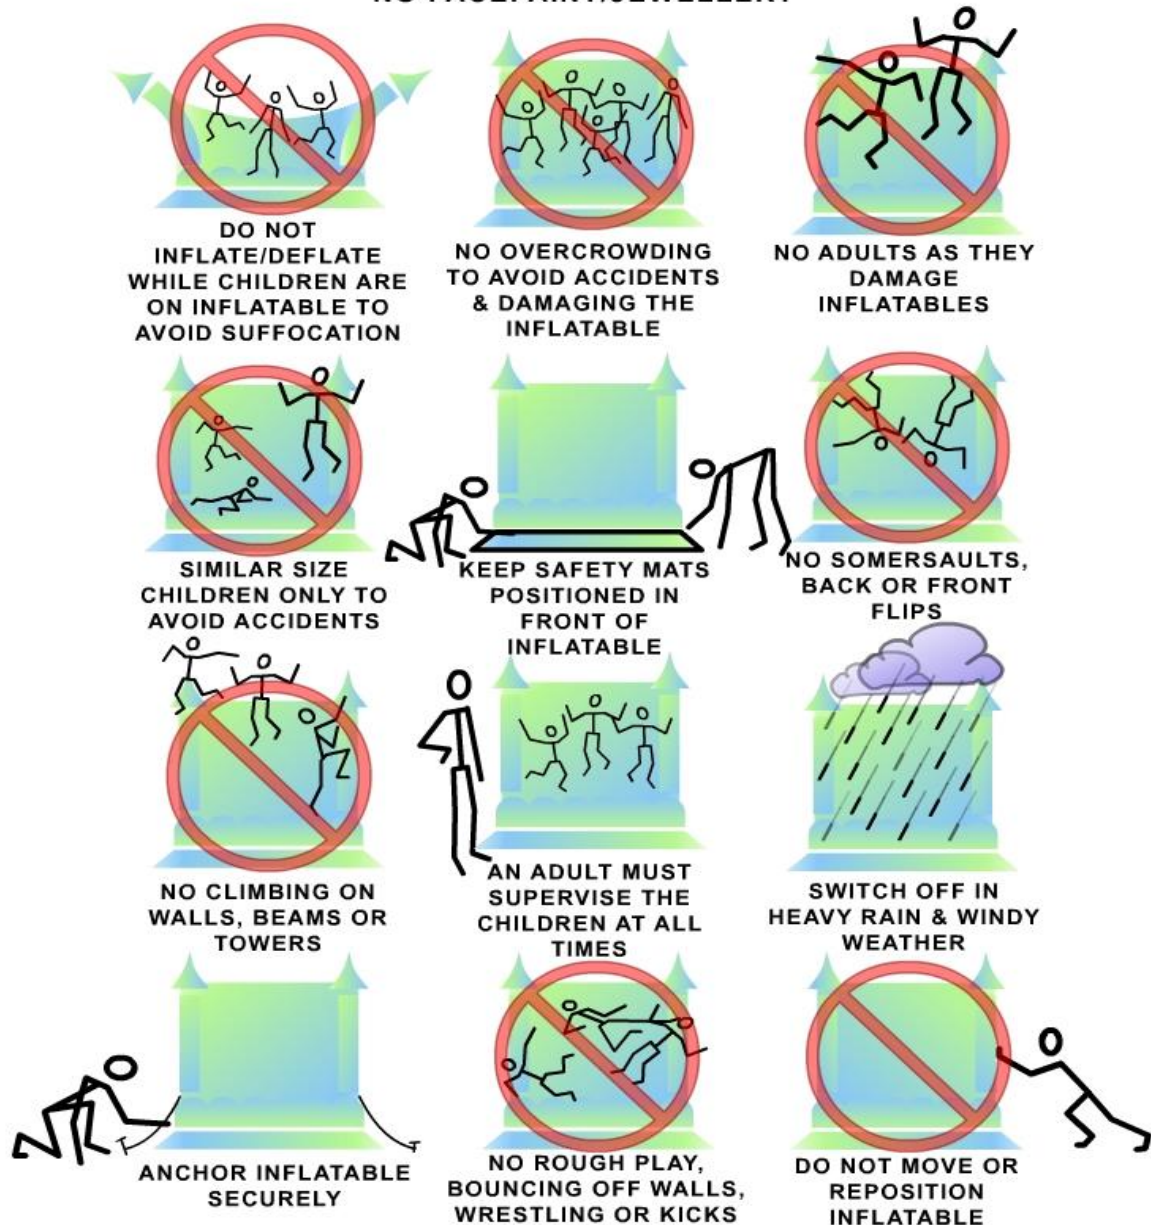 NO FACEPAINT/JEWELLERY
DO NOT
INFLATE/DEFLATE
WHILE CHILDREN ARE
ON INFLATABLE TO
AVOID SUFFOCATION
NO OVERCROWDING
TO AVOID ACCIDENTS
& DAMAGING THE
INFLATABLE
NO ADULTS AS THEY
DAMAGE
INFLATABLES
SIMILAR SIZE
CHILDREN ONLY TO
AVOID ACCIDENTS
KEEP SAFETY MATS
POSITIONED IN
FRONT OF
INFLATABLE
NO SOMERSAULTS,
BACK OR FRONT
FLIPS
NO CLIMBING ON
WALLS, BEAMS OR
TOWERS
AN ADULT MUST
SUPERVISE THE
CHILDREN AT ALL
TIMES
SWITCH OFF IN
HEAVY RAIN & WINDY
WEATHER
ANCHOR INFLATABLE
SECURELY
NO ROUGH PLAY,
BOUNCING OFF WALLS,
WRESTLING OR KICKS
DO NOT MOVE OR
REPOSITION
INFLATABLE